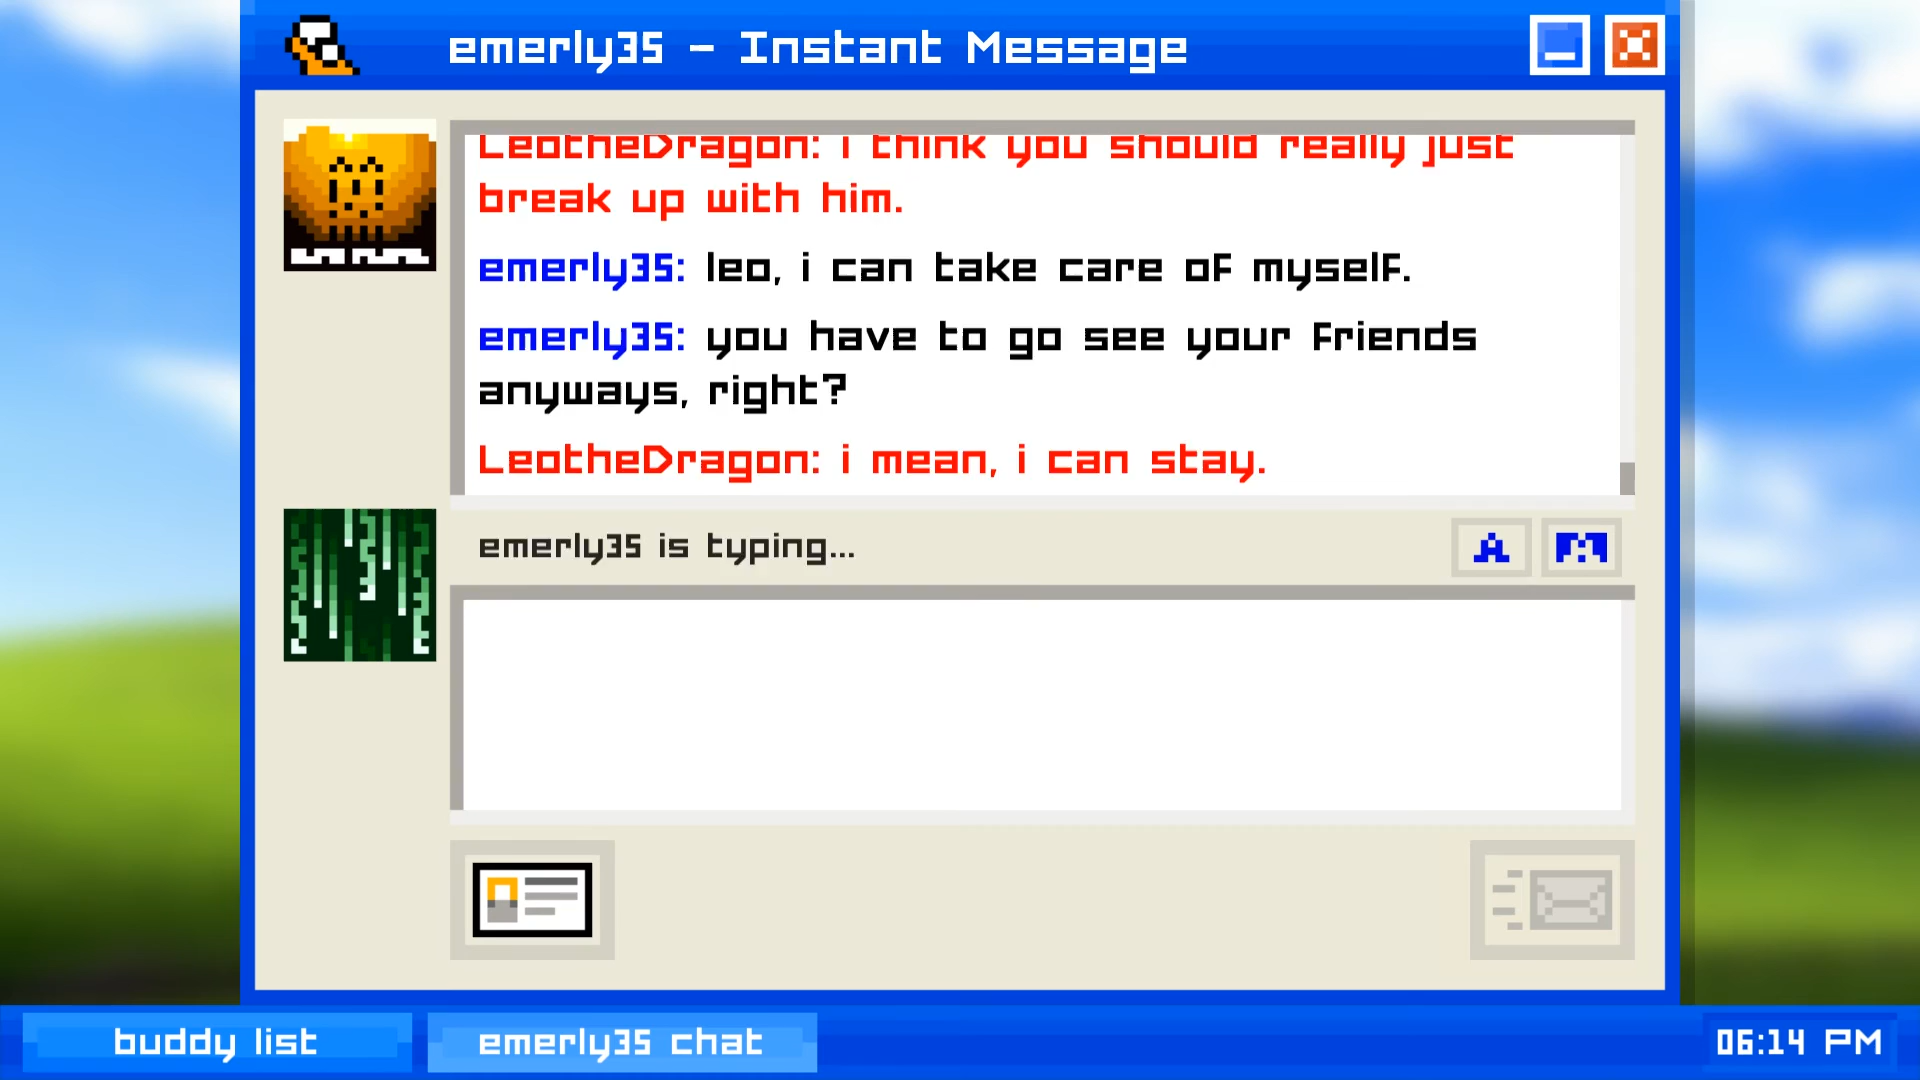 emerly35 - Instant Message
LeotheDragon: i think you should really just
break up with him.
emerly35: leo, i can take care of myself.
emerly35: you have to go see your friends
anyways, right?
LeotheDragon: i mean, i can stay.
emerly35 is typing...
A
buddy list
emerly35 chat
06:14 PM